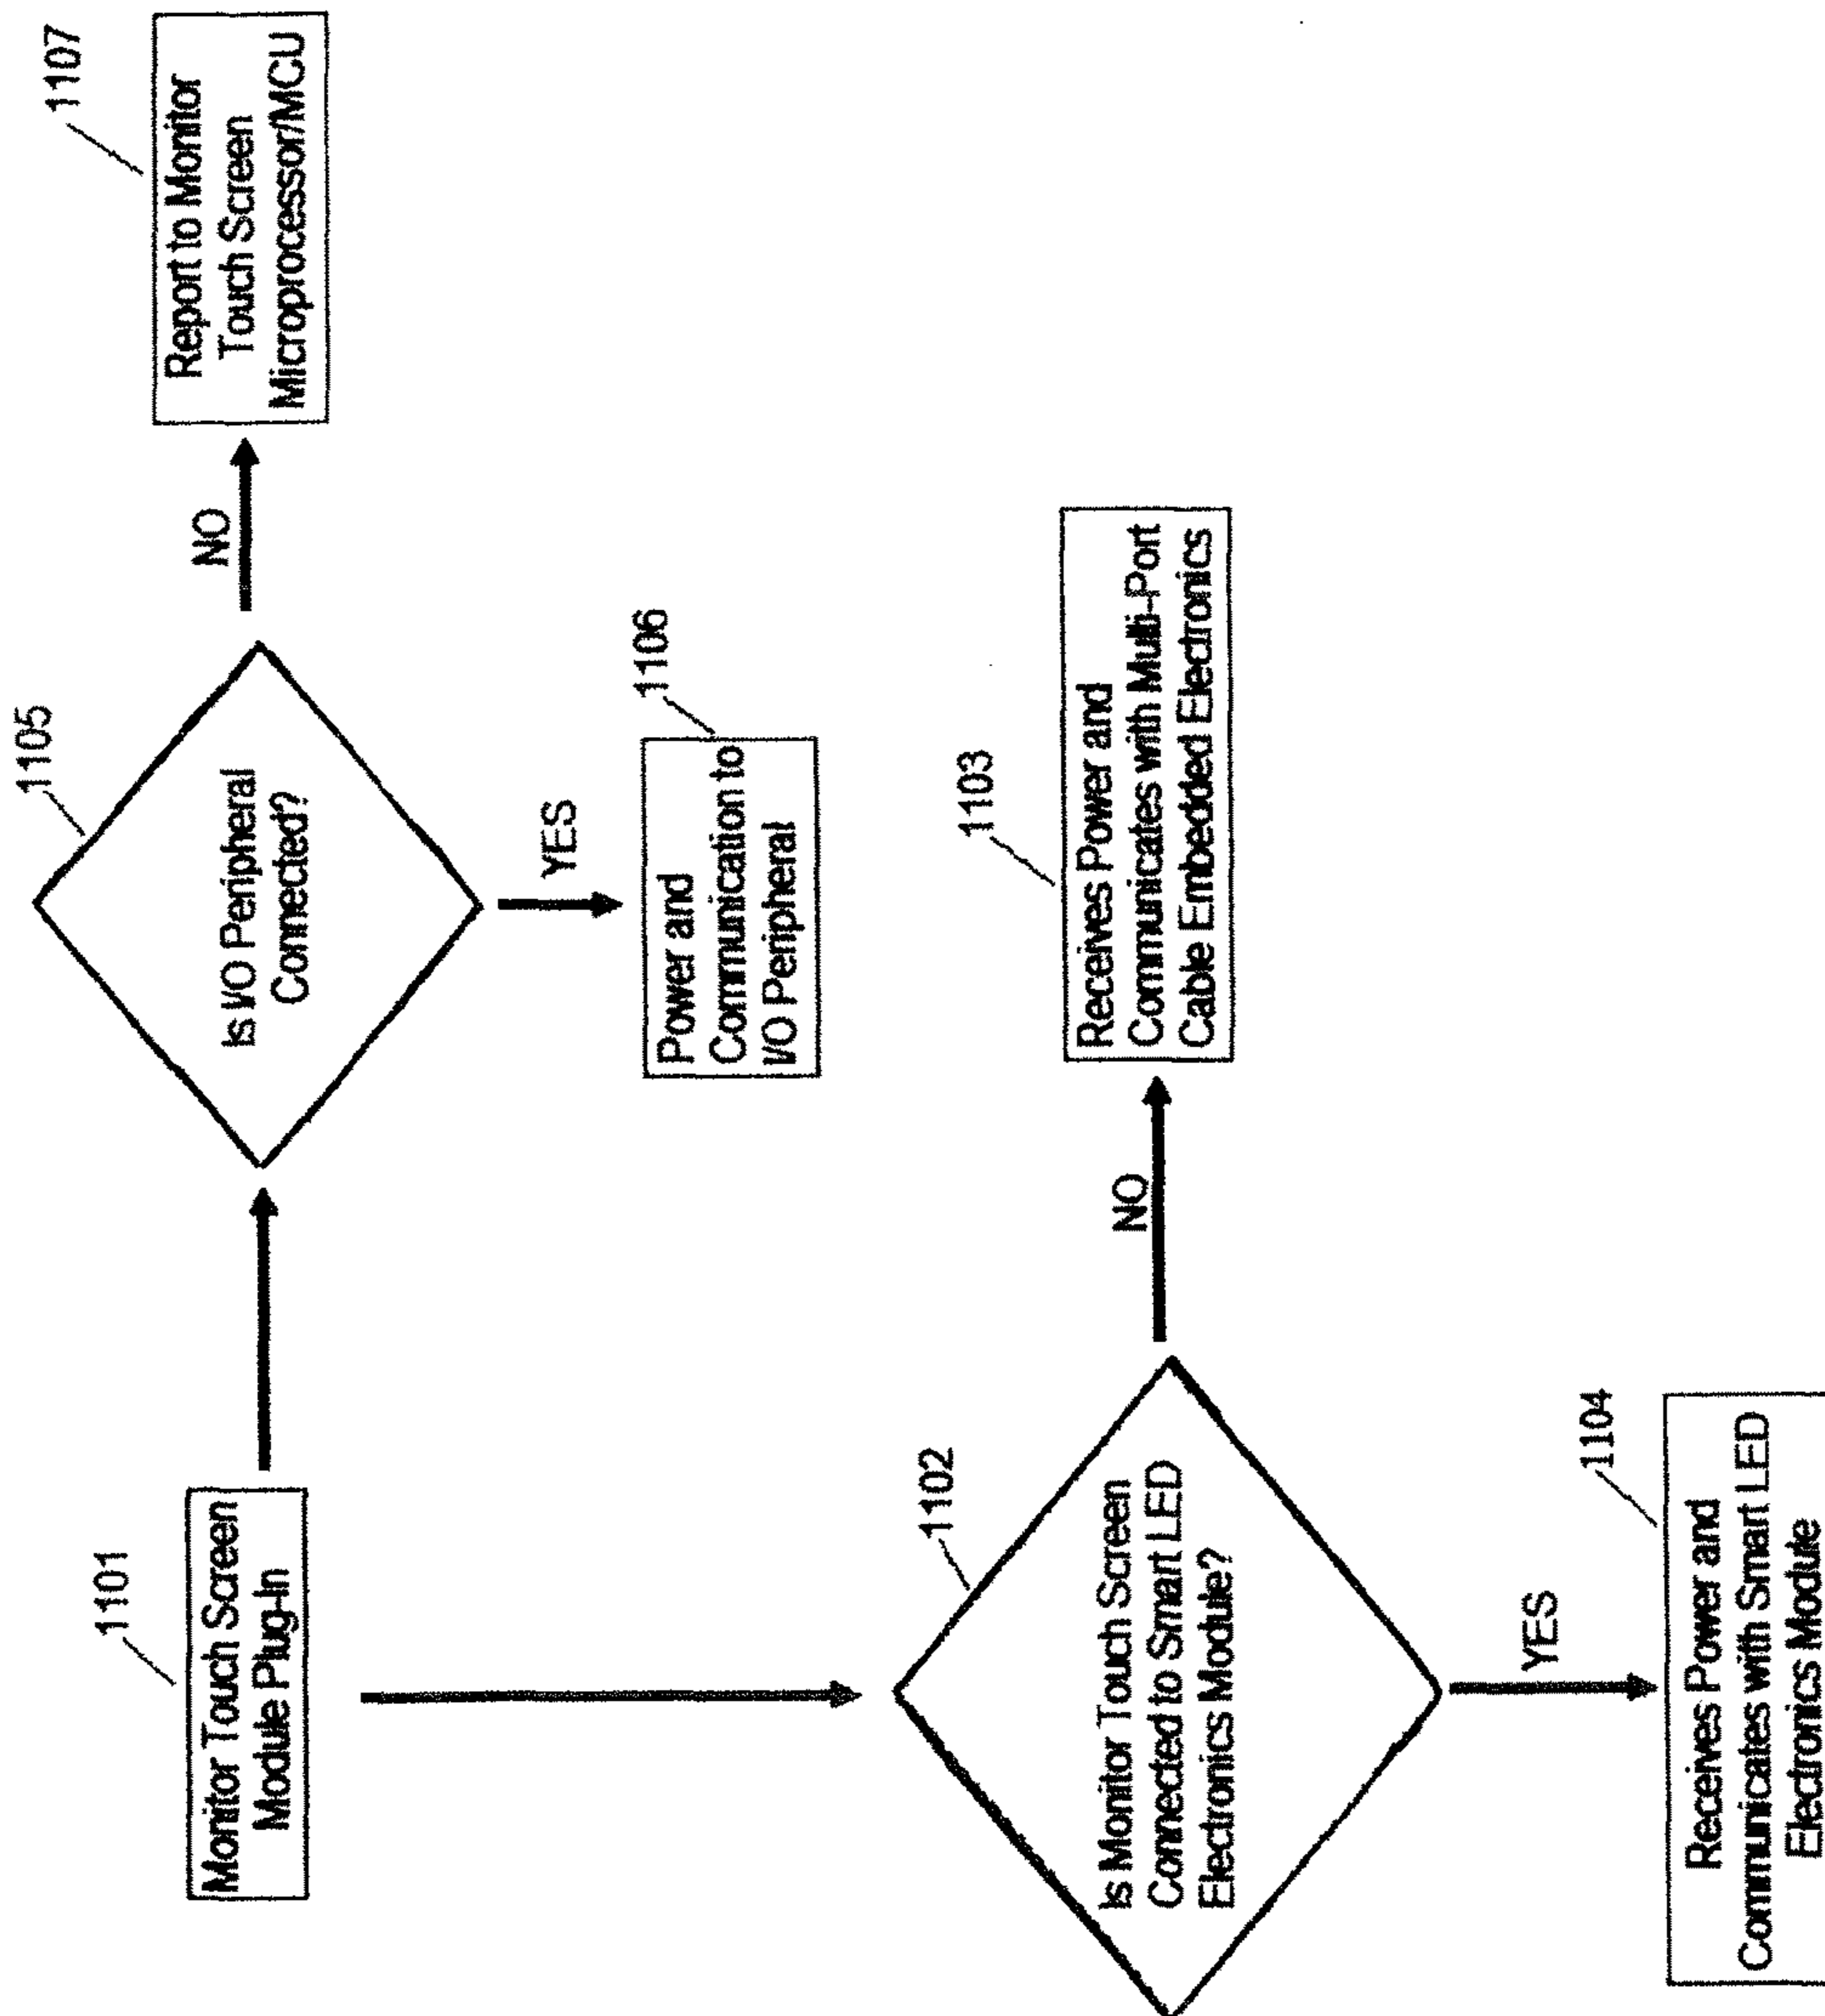 1101
Monitor Touch Screen
Module Plug-In
1105
Is I/O Peripheral
Connected?
NO
1107
Report to Monitor
Touch Screen
Microprocessor/MCU
YES
1106
Power and
Communication to
I/O Peripheral
1102
Is Monitor Touch Screen
Connected to Smart LED
Electronics Module?
NO
1103
Receives Power and
Communicates with Multi-Port
Cable Embedded Electronics
YES
1104
Receives Power and
Communicates with Smart LED
Electronics Module